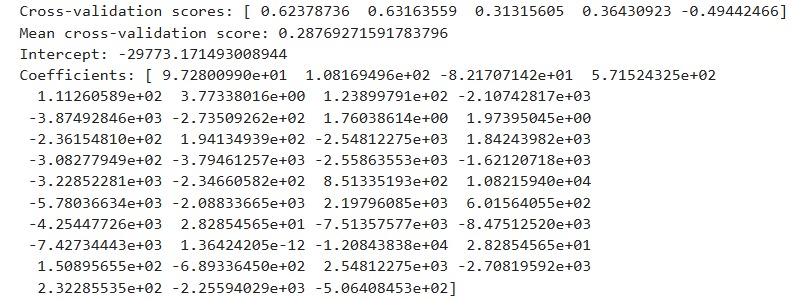 Cross-validation scores: [ 0.62378736  0.63163559  0.31315605  0.36430923 -0.49442466]
Mean cross-validation score: 0.28769271591783796
Intercept: -29773.171493008944
Coefficients: [ 9.72800990e+01  1.08169496e+02 -8.21707142e+01  5.71524325e+02
  1.11260589e+02  3.77338016e+00  1.23899791e+02 -2.10742817e+03
 -3.87492846e+03 -2.73509262e+02  1.76038614e+00  1.97395045e+00
 -2.36154810e+02  1.94134939e+02 -2.54812275e+03  1.84243982e+03
 -3.08277949e+02 -3.79461257e+03 -2.55863553e+03 -1.62120718e+03
 -3.22852281e+03 -2.34660582e+02  8.51335193e+02  1.08215940e+04
 -5.78036634e+03 -2.08833665e+03  2.19796085e+03  6.01564055e+02
 -4.25447726e+03  2.82854565e+01 -7.51357577e+03 -8.47512520e+03
 -7.42734443e+03  1.36424205e-12 -1.20843838e+04  2.82854565e+01
  1.50895655e+02 -6.89336450e+02  2.54812275e+03 -2.70819592e+03
  2.32285535e+02 -2.25594029e+03 -5.06408453e+02]